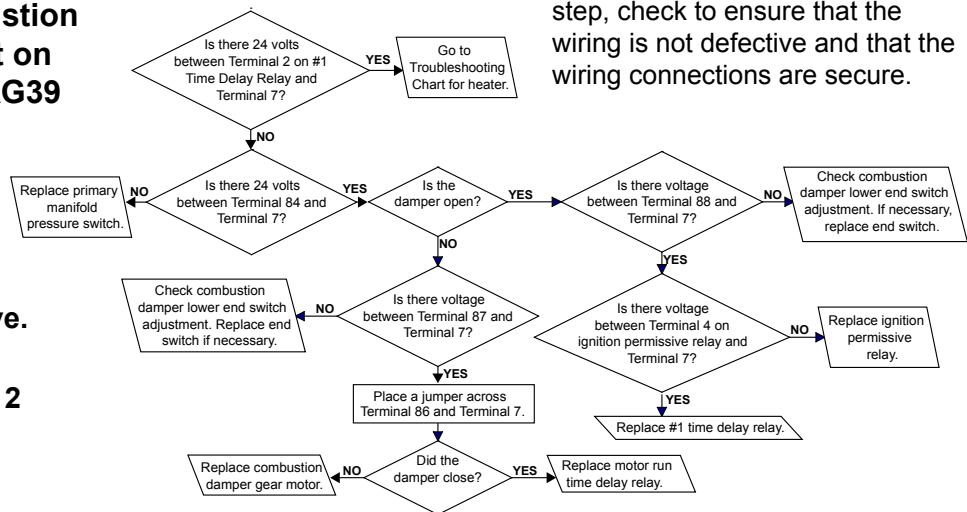 stion
t on
G39
ve.
2
step, check to ensure that the
wiring is not defective and that the
wiring connections are secure.
Is there 24 volts
between Terminal 2 on #1
Time Delay Relay and
Terminal 7?
YES
Go to
Troubleshooting
Chart for heater.
NO
Is there 24 volts
between Terminal 84 and
Terminal 7?
NO
Replace primary
manifold
pressure switch.
YES
Is the
damper open?
YES
Is there voltage
between Terminal 88 and
Terminal 7?
NO
Check combustion
damper lower end switch
adjustment. If necessary,
replace end switch.
NO
Is there voltage
between Terminal 87 and
Terminal 7?
NO
Check combustion
damper lower end switch
adjustment. Replace end
switch if necessary.
YES
Is there voltage
between Terminal 4 on
ignition permissive relay and
Terminal 7?
NO
Replace ignition
permissive
relay.
YES
Place a jumper across
Terminal 86 and Terminal 7.
YES
Replace #1 time delay relay.
Did the
damper close?
NO
Replace combustion
damper gear motor.
YES
Replace motor run
time delay relay.